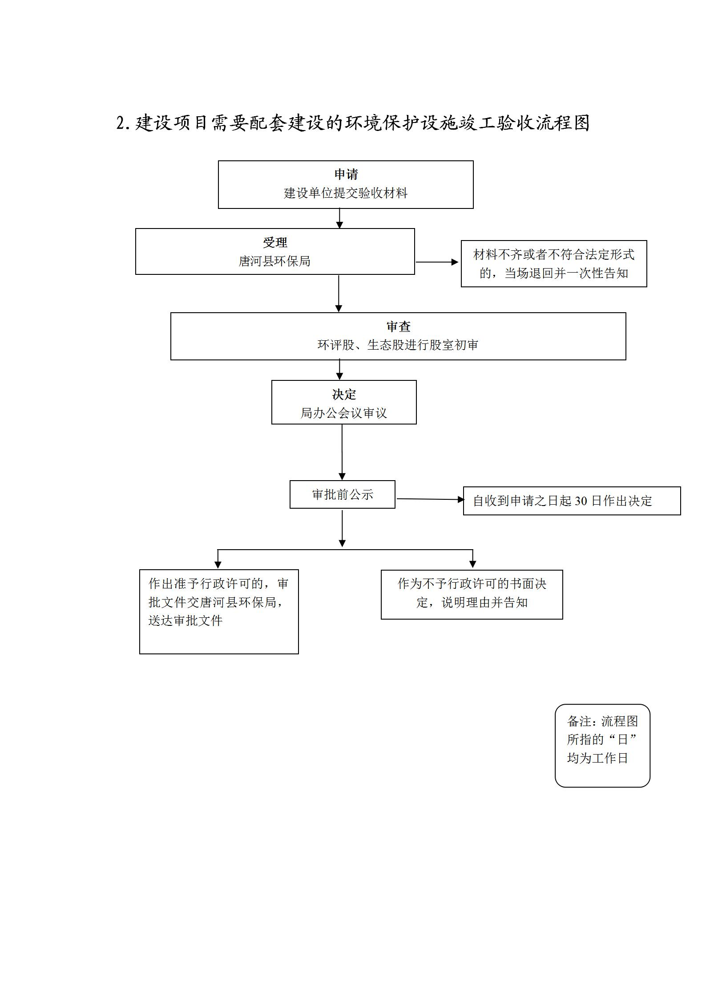 2.建设项目需要配套建设的环境保护设施竣工验收流程图
申请
建设单位提交验收材料
受理
唐河县环保局
材料不齐或者不符合法定形式
的，当场退回并一次性告知
审查
环评股、生态股进行股室初审
决定
局办公会议审议
审批前公示
自收到申请之日起 30 日作出决定
作出准予行政许可的，审
批文件交唐河县环保局，
送达审批文件
作为不予行政许可的书面决
定，说明理由并告知
备注：流程图
所指的“日”
均为工作日